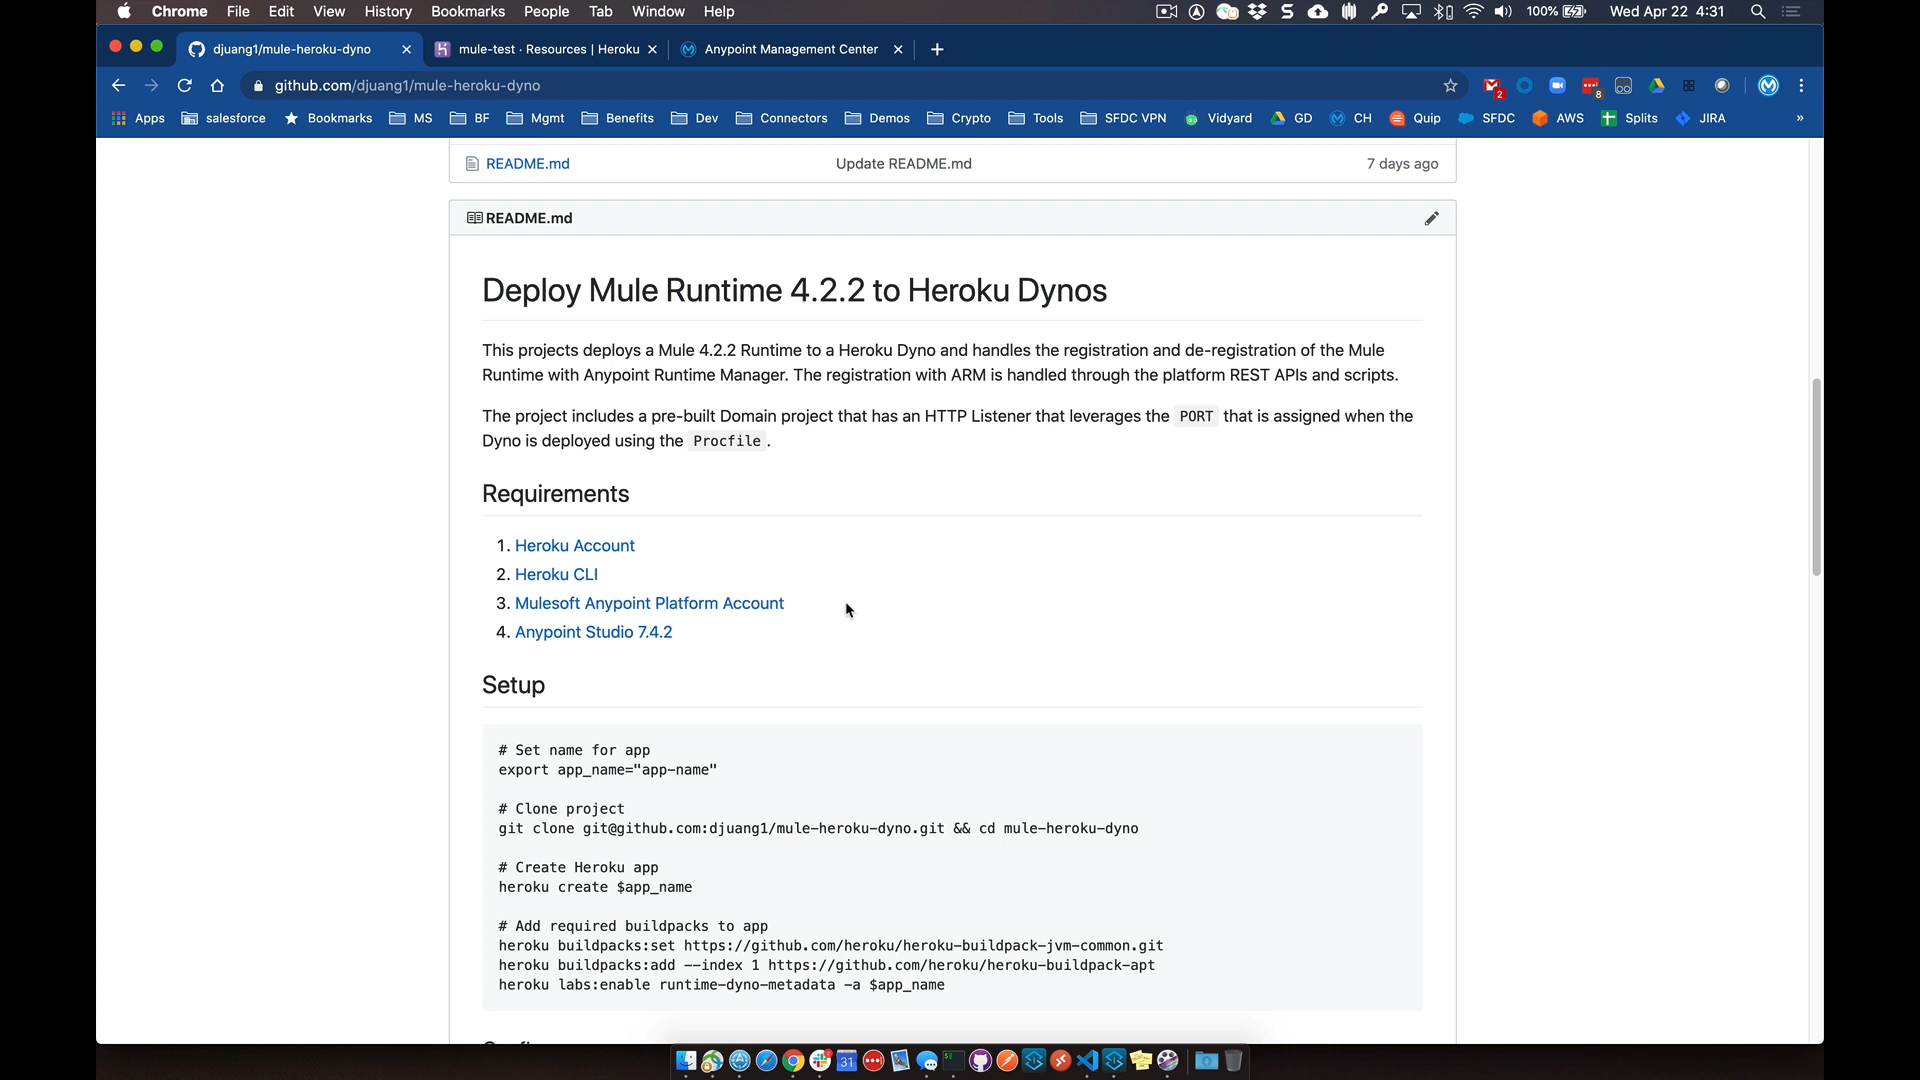 Chrome File Edit View History Bookmarks People Tab Window Help 100% Wed Apr 22 4:31
djuang1/mule-heroku-dyno mule-test · Resources | Heroku Anypoint Management Center
github.com/djuang1/mule-heroku-dyno 2 8
Apps salesforce Bookmarks MS BF Mgmt Benefits Dev Connectors Demos Crypto Tools SFDC VPN Vidyard GD CH Quip SFDC AWS Splits JIRA »
README.md Update README.md 7 days ago
README.md
Deploy Mule Runtime 4.2.2 to Heroku Dynos
This projects deploys a Mule 4.2.2 Runtime to a Heroku Dyno and handles the registration and de-registration of the Mule
Runtime with Anypoint Runtime Manager. The registration with ARM is handled through the platform REST APIs and scripts.
The project includes a pre-built Domain project that has an HTTP Listener that leverages the PORT that is assigned when the
Dyno is deployed using the Procfile.
Requirements
1. Heroku Account
2. Heroku CLI
3. Mulesoft Anypoint Platform Account
4. Anypoint Studio 7.4.2
Setup
# Set name for app
export app_name="app-name"
# Clone project
git clone git@github.com:djuang1/mule-heroku-dyno.git && cd mule-heroku-dyno
# Create Heroku app
heroku create $app_name
# Add required buildpacks to app
heroku buildpacks:set https://github.com/heroku/heroku-buildpack-jvm-common.git
heroku buildpacks:add --index 1 https://github.com/heroku/heroku-buildpack-apt
heroku labs:enable runtime-dyno-metadata -a $app_name
31